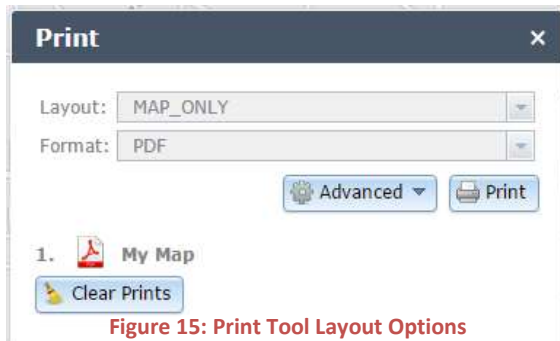 Print ×
Layout: MAP_ONLY
Format: PDF
Advanced Print
1. My Map
Clear Prints
Figure 15: Print Tool Layout Options